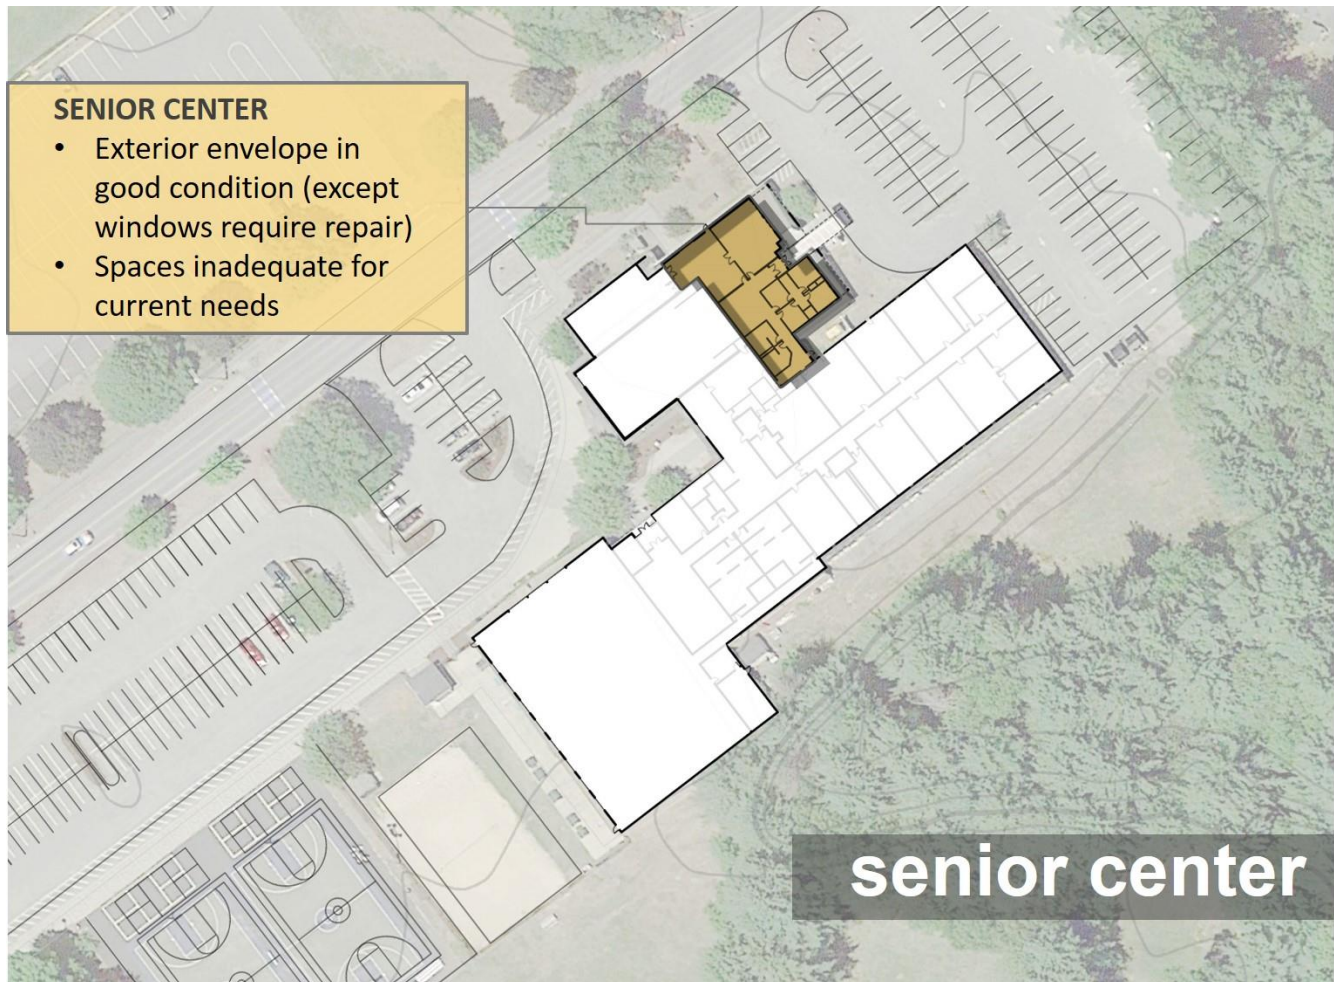 SENIOR CENTER
• Exterior envelope in
good condition (except
windows require repair)
• Spaces inadequate for
current needs
senior center